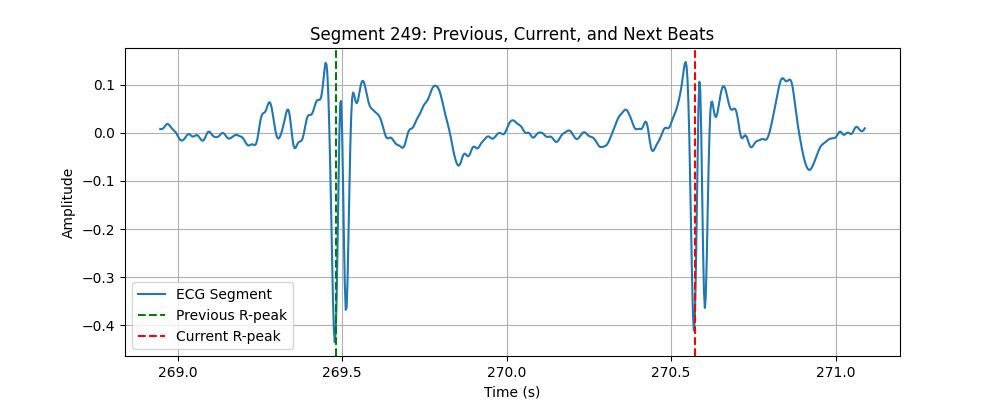 Segment 249: Previous, Current, and Next Beats
0.1
0.0
−0.1
−0.2
−0.3
−0.4
Amplitude
ECG Segment
Previous R-peak
Current R-peak
269.0 269.5 270.0 270.5 271.0
Time (s)